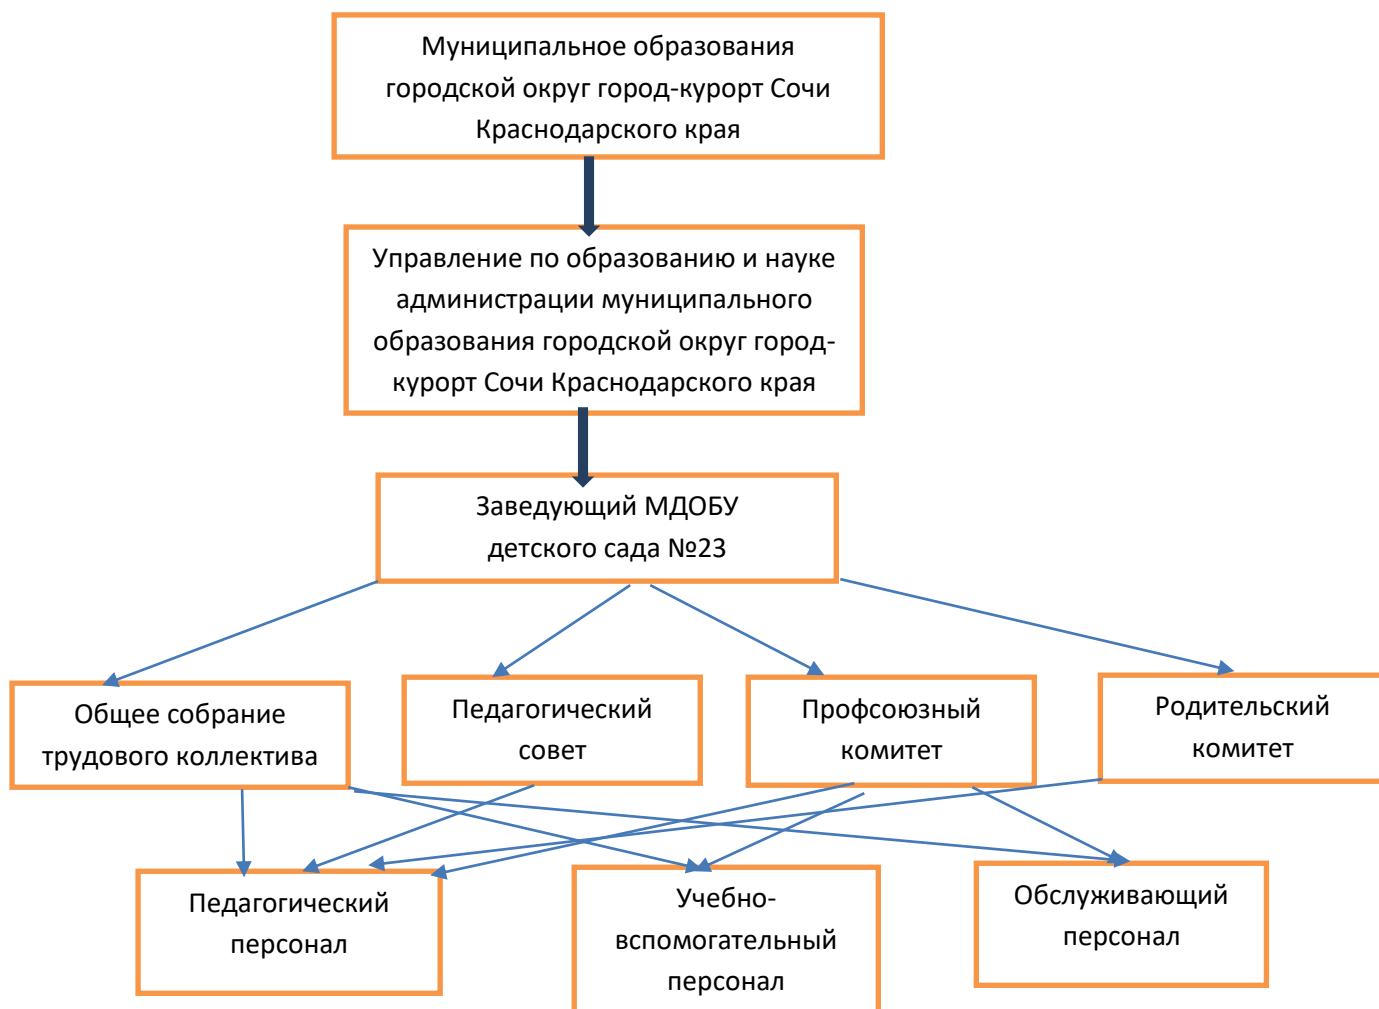 Муниципальное образования
городской округ город-курорт Сочи
Краснодарского края
Управление по образованию и науке
администрации муниципального
образования городской округ город-
курорт Сочи Краснодарского края
Заведующий МДОБУ
детского сада №23
Общее собрание
трудового коллектива
Педагогический
совет
Профсоюзный
комитет
Родительский
комитет
Педагогический
персонал
Учебно-
вспомогательный
персонал
Обслуживающий
персонал